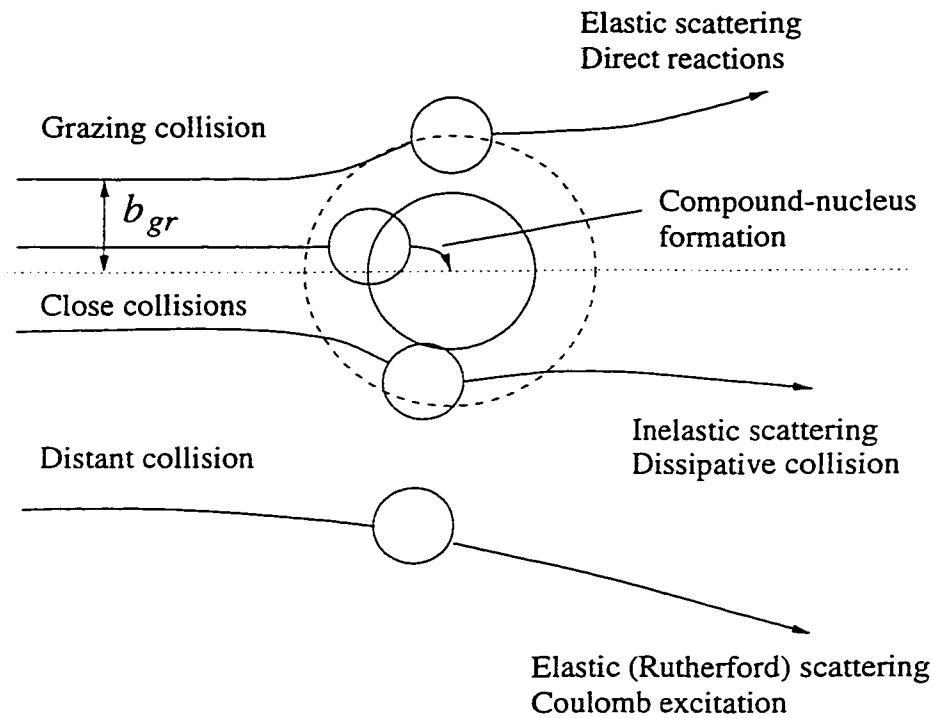 Elastic scattering
Direct reactions
Grazing collision
b gr
Compound-nucleus
formation
Close collisions
Inelastic scattering
Dissipative collision
Distant collision
Elastic (Rutherford) scattering
Coulomb excitation